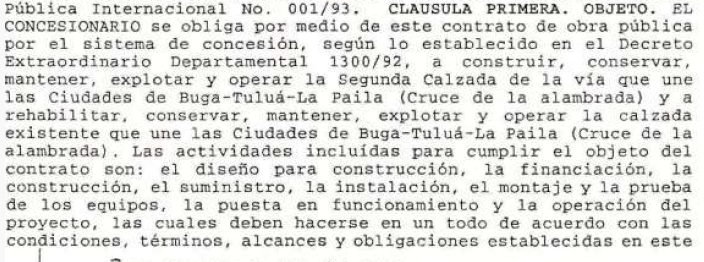 Pública Internacional No. 001/93. CLAUSULA PRIMERA. OBJETO. EL
CONCESIONARIO se obliga por medio de este contrato de obra pública
por el sistema de concesión, según lo establecido en el Decreto
Extraordinario Departamental 1300/92, a construir, conservar,
mantener, explotar y operar la Segunda Calzada de la vía que une
las Ciudades de Buga-Tuluá-La Paila (Cruce de la alambrada) y a
rehabilitar, conservar, mantener, explotar y operar la calzada
existente que une las Ciudades de Buga-Tuluá-La Paila (Cruce de la
alambrada). Las actividades incluídas para cumplir el objeto del
contrato son: el diseño para construcción, la financiación, la
construcción, el suministro, la instalación, el montaje y la prueba
de los equipos, la puesta en funcionamiento y la operación del
proyecto, las cuales deben hacerse en un todo de acuerdo con las
condiciones, términos, alcances y obligaciones establecidas en este